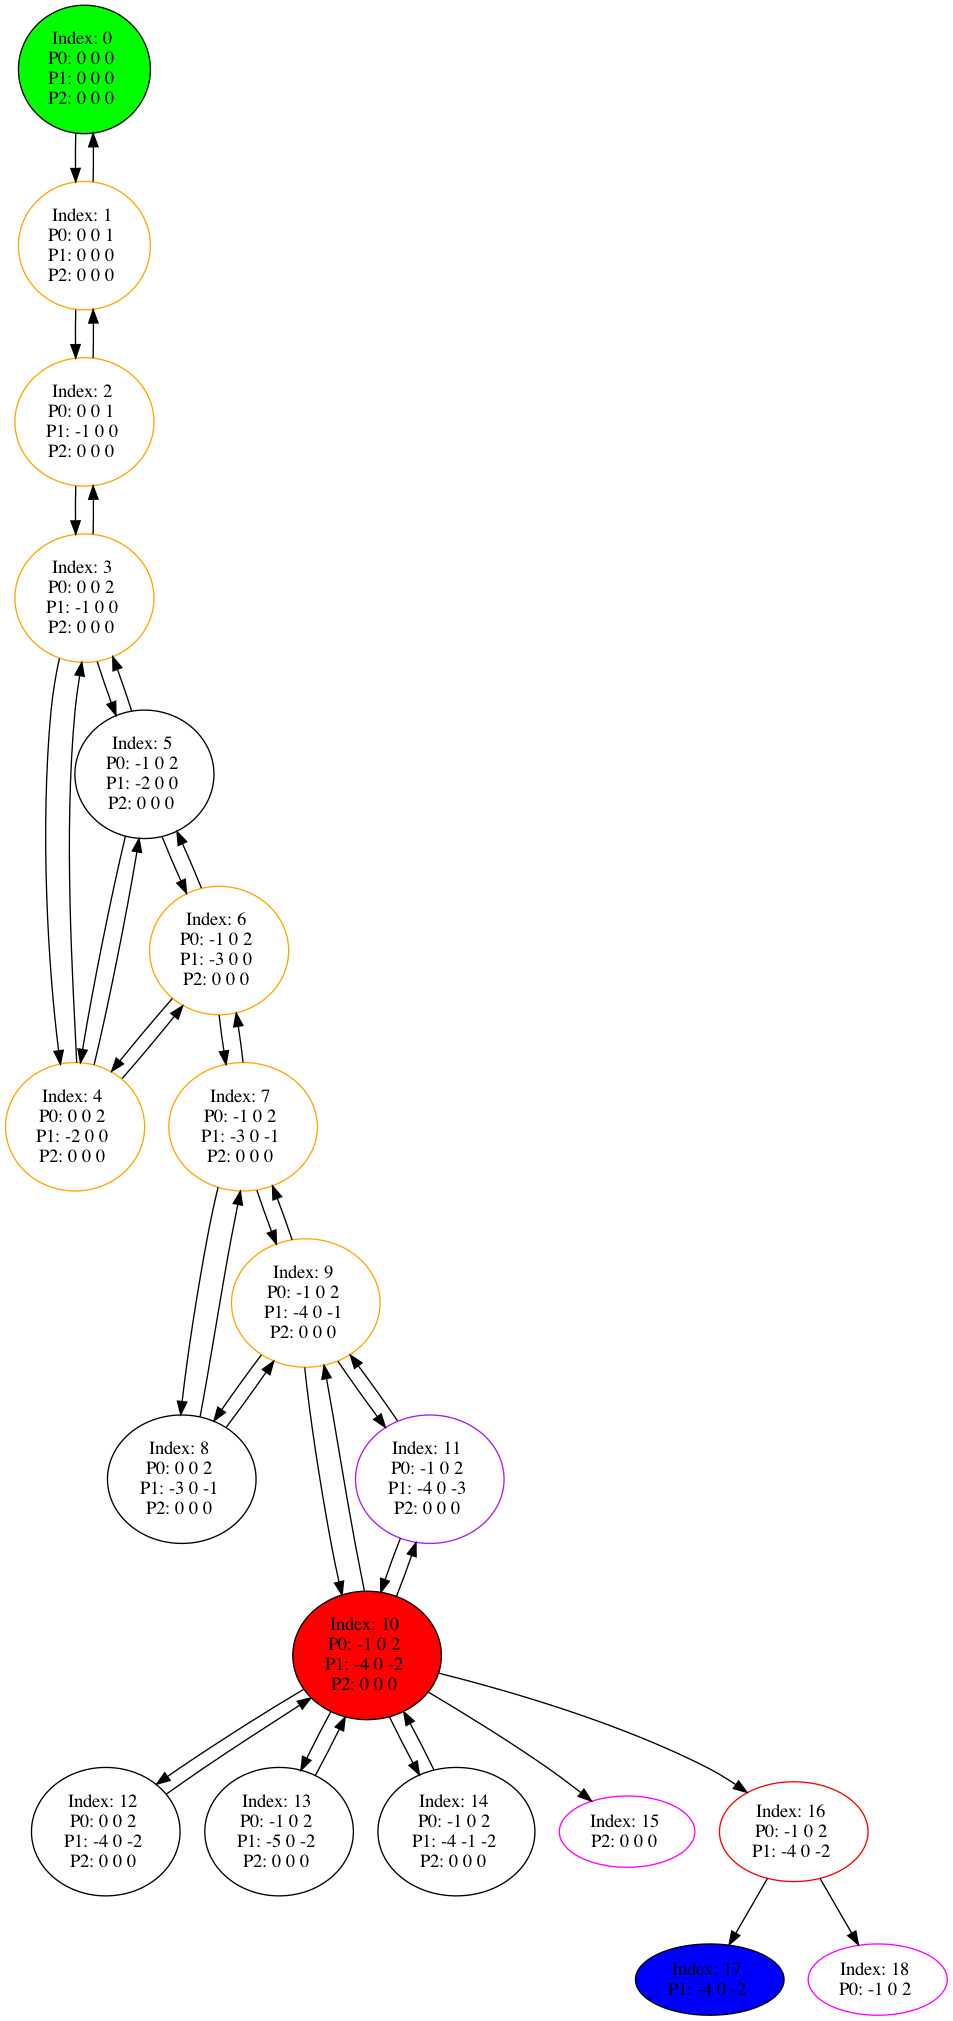 Index: 0
P0: 0 0 0
P1: 0 0 0
P2: 0 0 0
Index: 1
P0: 0 0 1
P1: 0 0 0
P2: 0 0 0
Index: 2
P0: 0 0 1
P1: -1 0 0
P2: 0 0 0
Index: 3
P0: 0 0 2
P1: -1 0 0
P2: 0 0 0
Index: 5
P0: -1 0 2
P1: -2 0 0
P2: 0 0 0
Index: 6
P0: -1 0 2
P1: -3 0 0
P2: 0 0 0
Index: 4
P0: 0 0 2
P1: -2 0 0
P2: 0 0 0
Index: 7
P0: -1 0 2
P1: -3 0 -1
P2: 0 0 0
Index: 9
P0: -1 0 2
P1: -4 0 -1
P2: 0 0 0
Index: 8
P0: 0 0 2
P1: -3 0 -1
P2: 0 0 0
Index: 11
P0: -1 0 2
P1: -4 0 -3
P2: 0 0 0
Index: 10
P0: -1 0 2
P1: -4 0 -2
P2: 0 0 0
Index: 12
P0: 0 0 2
P1: -4 0 -2
P2: 0 0 0
Index: 13
P0: -1 0 2
P1: -5 0 -2
P2: 0 0 0
Index: 14
P0: -1 0 2
P1: -4 -1 -2
P2: 0 0 0
Index: 15
P2: 0 0 0
Index: 16
P0: -1 0 2
P1: -4 0 -2
Index: 17
P1: -4 0 -2
Index: 18
P0: -1 0 2